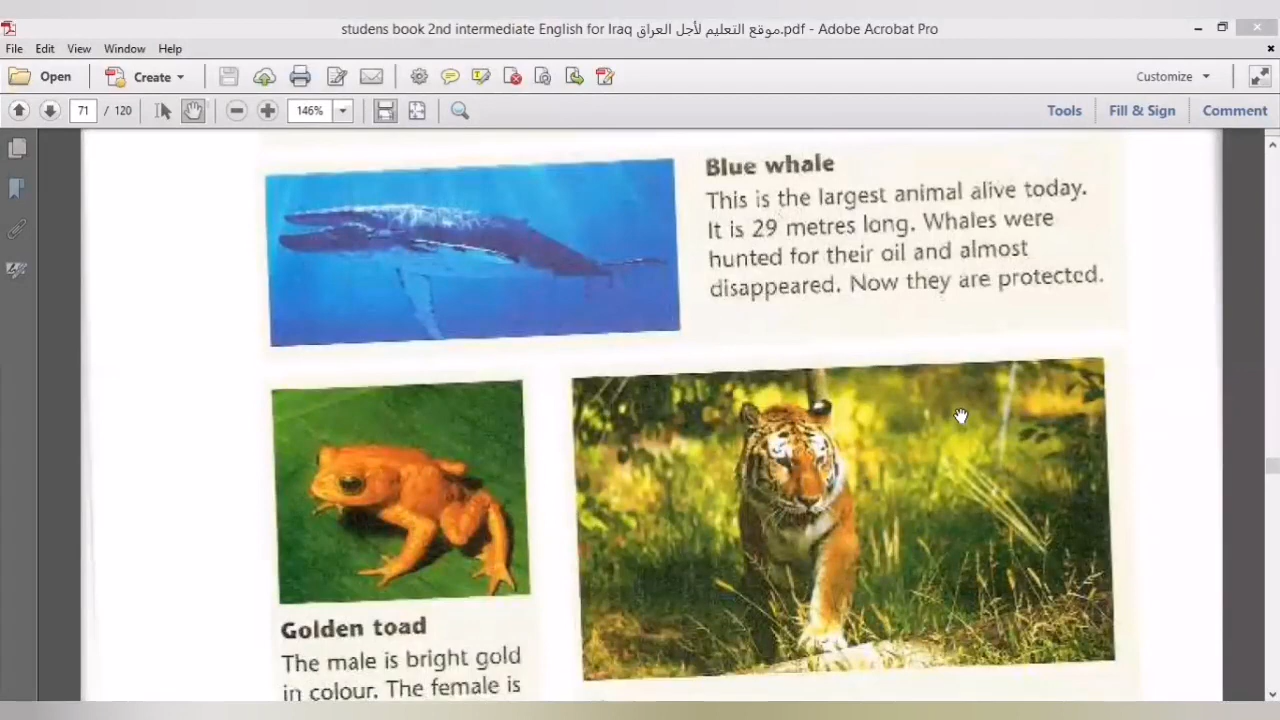 studens book 2nd intermediate English for Iraq موقع التعليم لأجل العراق.pdf - Adobe Acrobat Pro
File Edit View Window Help
Open Create Customize
71 / 120 146% Tools Fill & Sign Comment
Blue whale
This is the largest animal alive today.
It is 29 metres long. Whales were
hunted for their oil and almost
disappeared. Now they are protected.
Golden toad
The male is bright gold
in colour. The female is